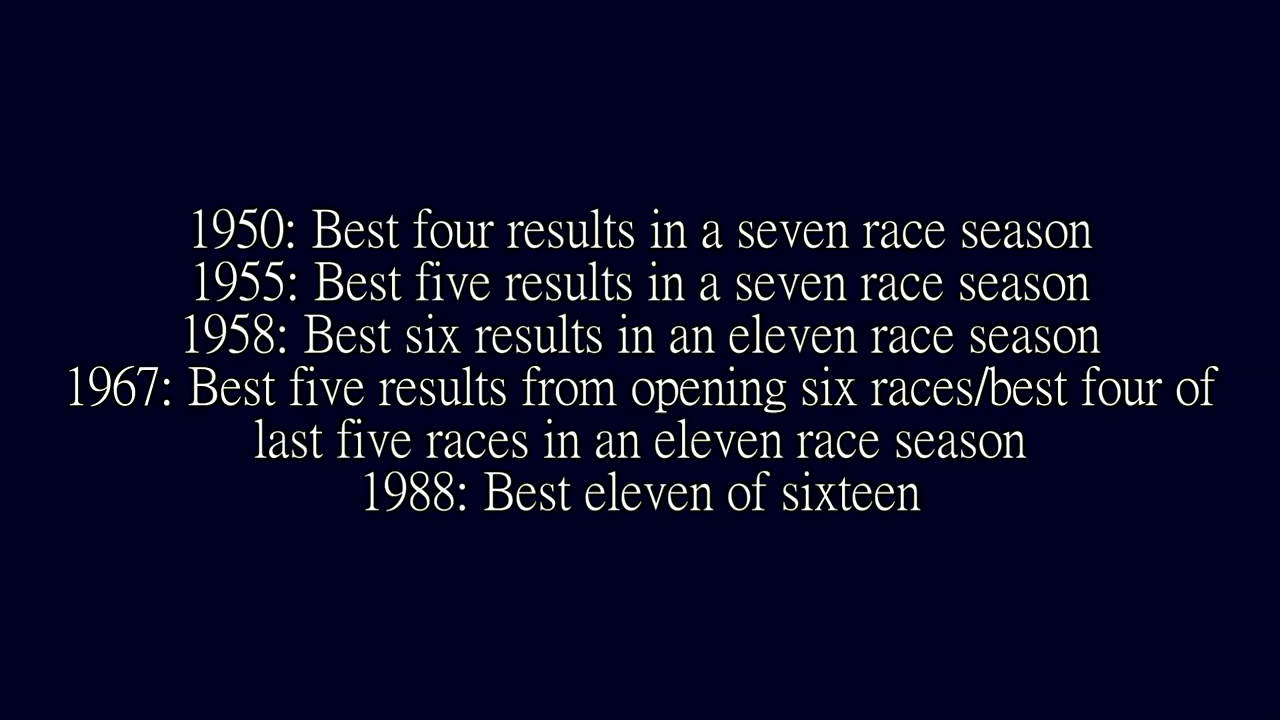 1950: Best four results in a seven race season
1955: Best five results in a seven race season
1958: Best six results in an eleven race season
1967: Best five results from opening six races/best four of
last five races in an eleven race season
1988: Best eleven of sixteen